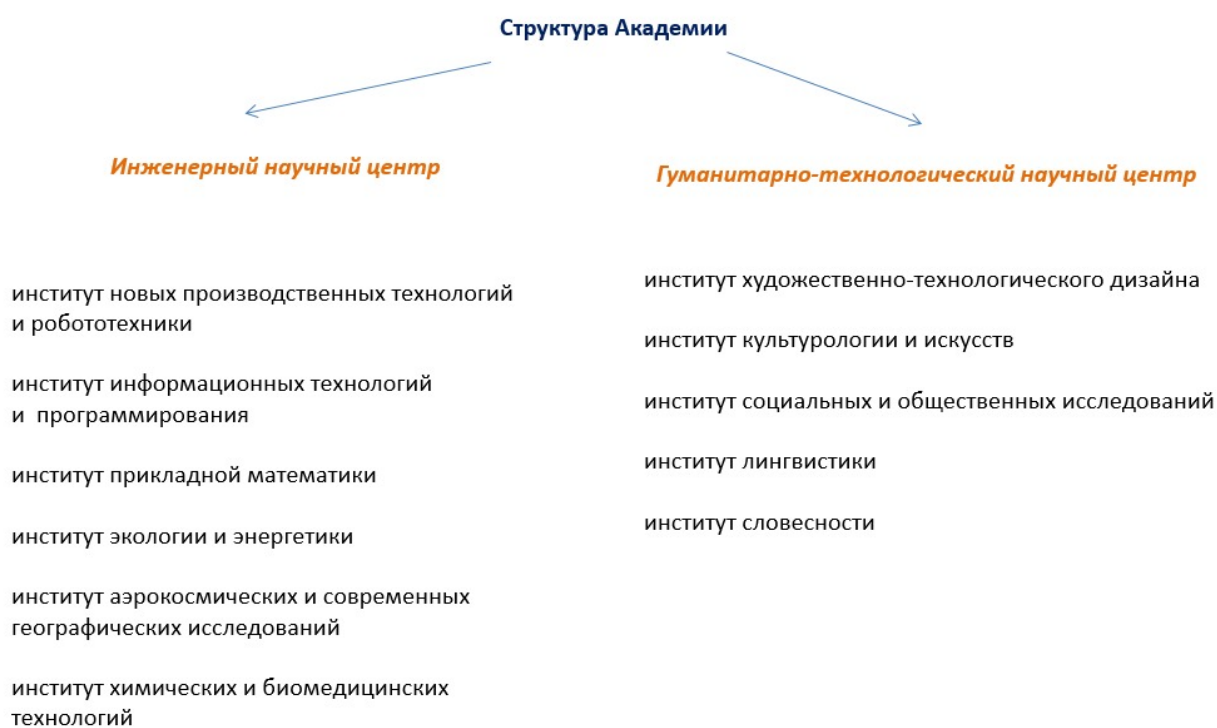 Структура Академии
Инженерный научный центр
институт новых производственных технологий
и робототехники
институт информационных технологий
и программирования
институт прикладной математики
институт экологии и энергетики
институт аэрокосмических и современных
географических исследований
институт химических и биомедицинских
технологий
Гуманитарно-технологический научный центр
институт художественно-технологического дизайна
институт культурологии и искусств
институт социальных и общественных исследований
институт лингвистики
институт словесности